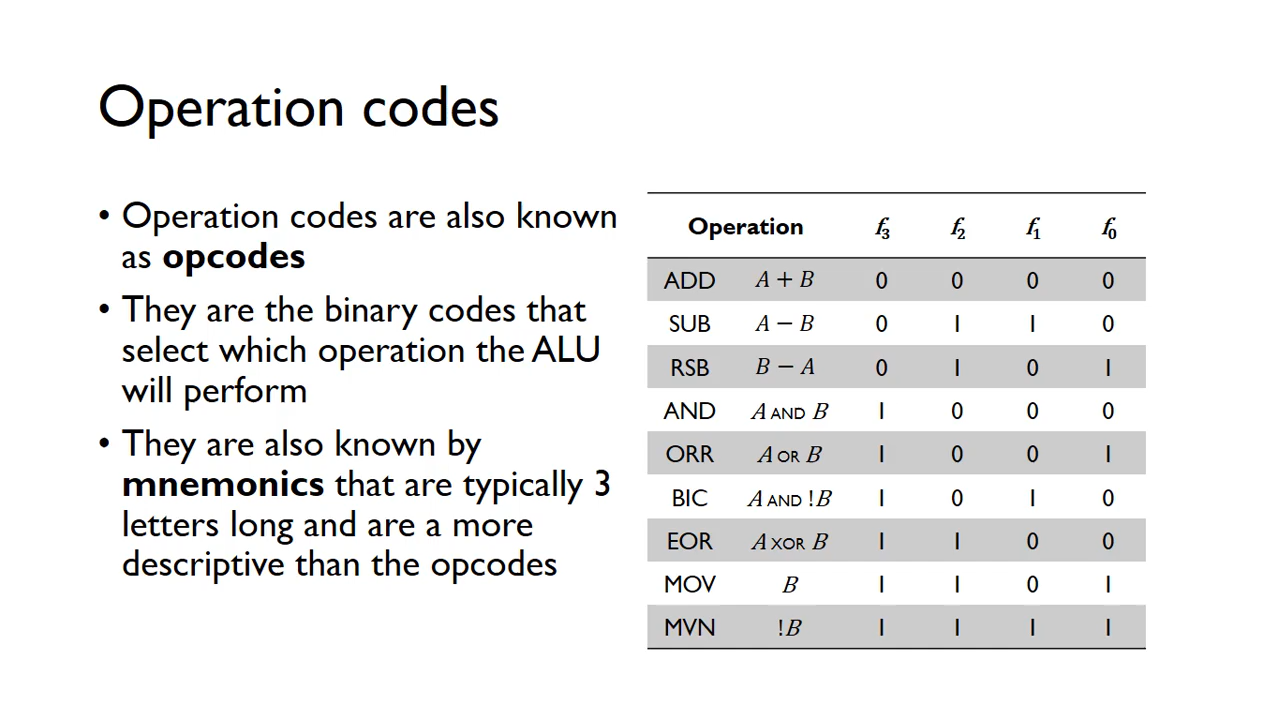 Operation codes
• Operation codes are also known
as opcodes
• They are the binary codes that
select which operation the ALU
will perform
• They are also known by
mnemonics that are typically 3
letters long and are a more
descriptive than the opcodes
Operation f₃ f₂ f₁ f₀
ADD A + B 0 0 0 0
SUB A − B 0 1 1 0
RSB B − A 0 1 0 1
AND A AND B 1 0 0 0
ORR A OR B 1 0 0 1
BIC A AND !B 1 0 1 0
EOR A XOR B 1 1 0 0
MOV B 1 1 0 1
MVN !B 1 1 1 1